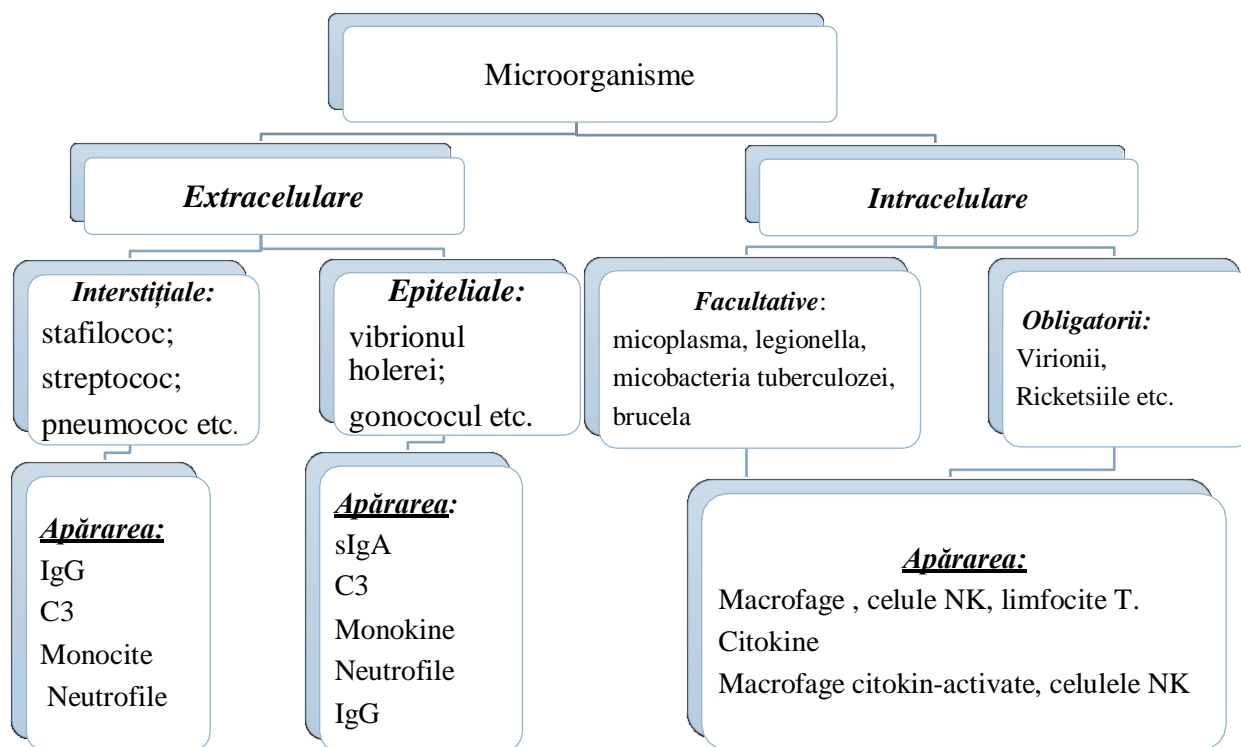 Microorganisme
Extracelulare
Intracelulare
Interstițiale:
stafilococ;
streptococ;
pneumococ etc.
Epiteliale:
vibrionul
holerei;
gonococul etc.
Facultative:
micoplasma, legionella,
micobacteria tuberculozei,
brucela
Obligatorii:
Virionii,
Ricketsiile etc.
Apărarea:
IgG
C3
Monocite
Neutrofile
Apărarea:
sIgA
C3
Monokine
Neutrofile
IgG
Apărarea:
Macrofage , celule NK, limfocite T.
Citokine
Macrofage citokin-activate, celulele NK